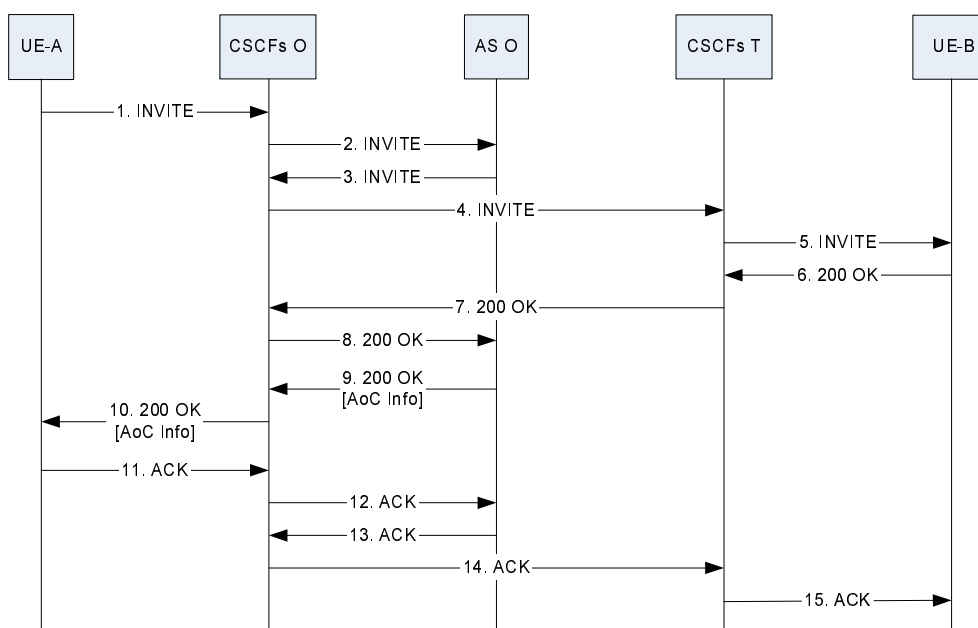 UE-A
CSCFs O
AS O
CSCFs T
UE-B
1. INVITE
2. INVITE
3. INVITE
4. INVITE
5. INVITE
6. 200 OK
7. 200 OK
8. 200 OK
9. 200 OK
[AoC Info]
10. 200 OK
[AoC Info]
11. ACK
12. ACK
13. ACK
14. ACK
15. ACK